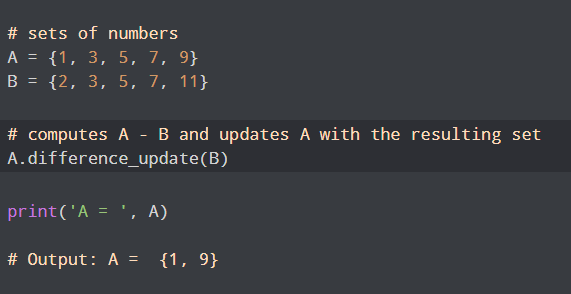 # sets of numbers
A = {1, 3, 5, 7, 9}
B = {2, 3, 5, 7, 11}
# computes A - B and updates A with the resulting set
A.difference_update(B)
print('A = ', A)
# Output: A =  {1, 9}